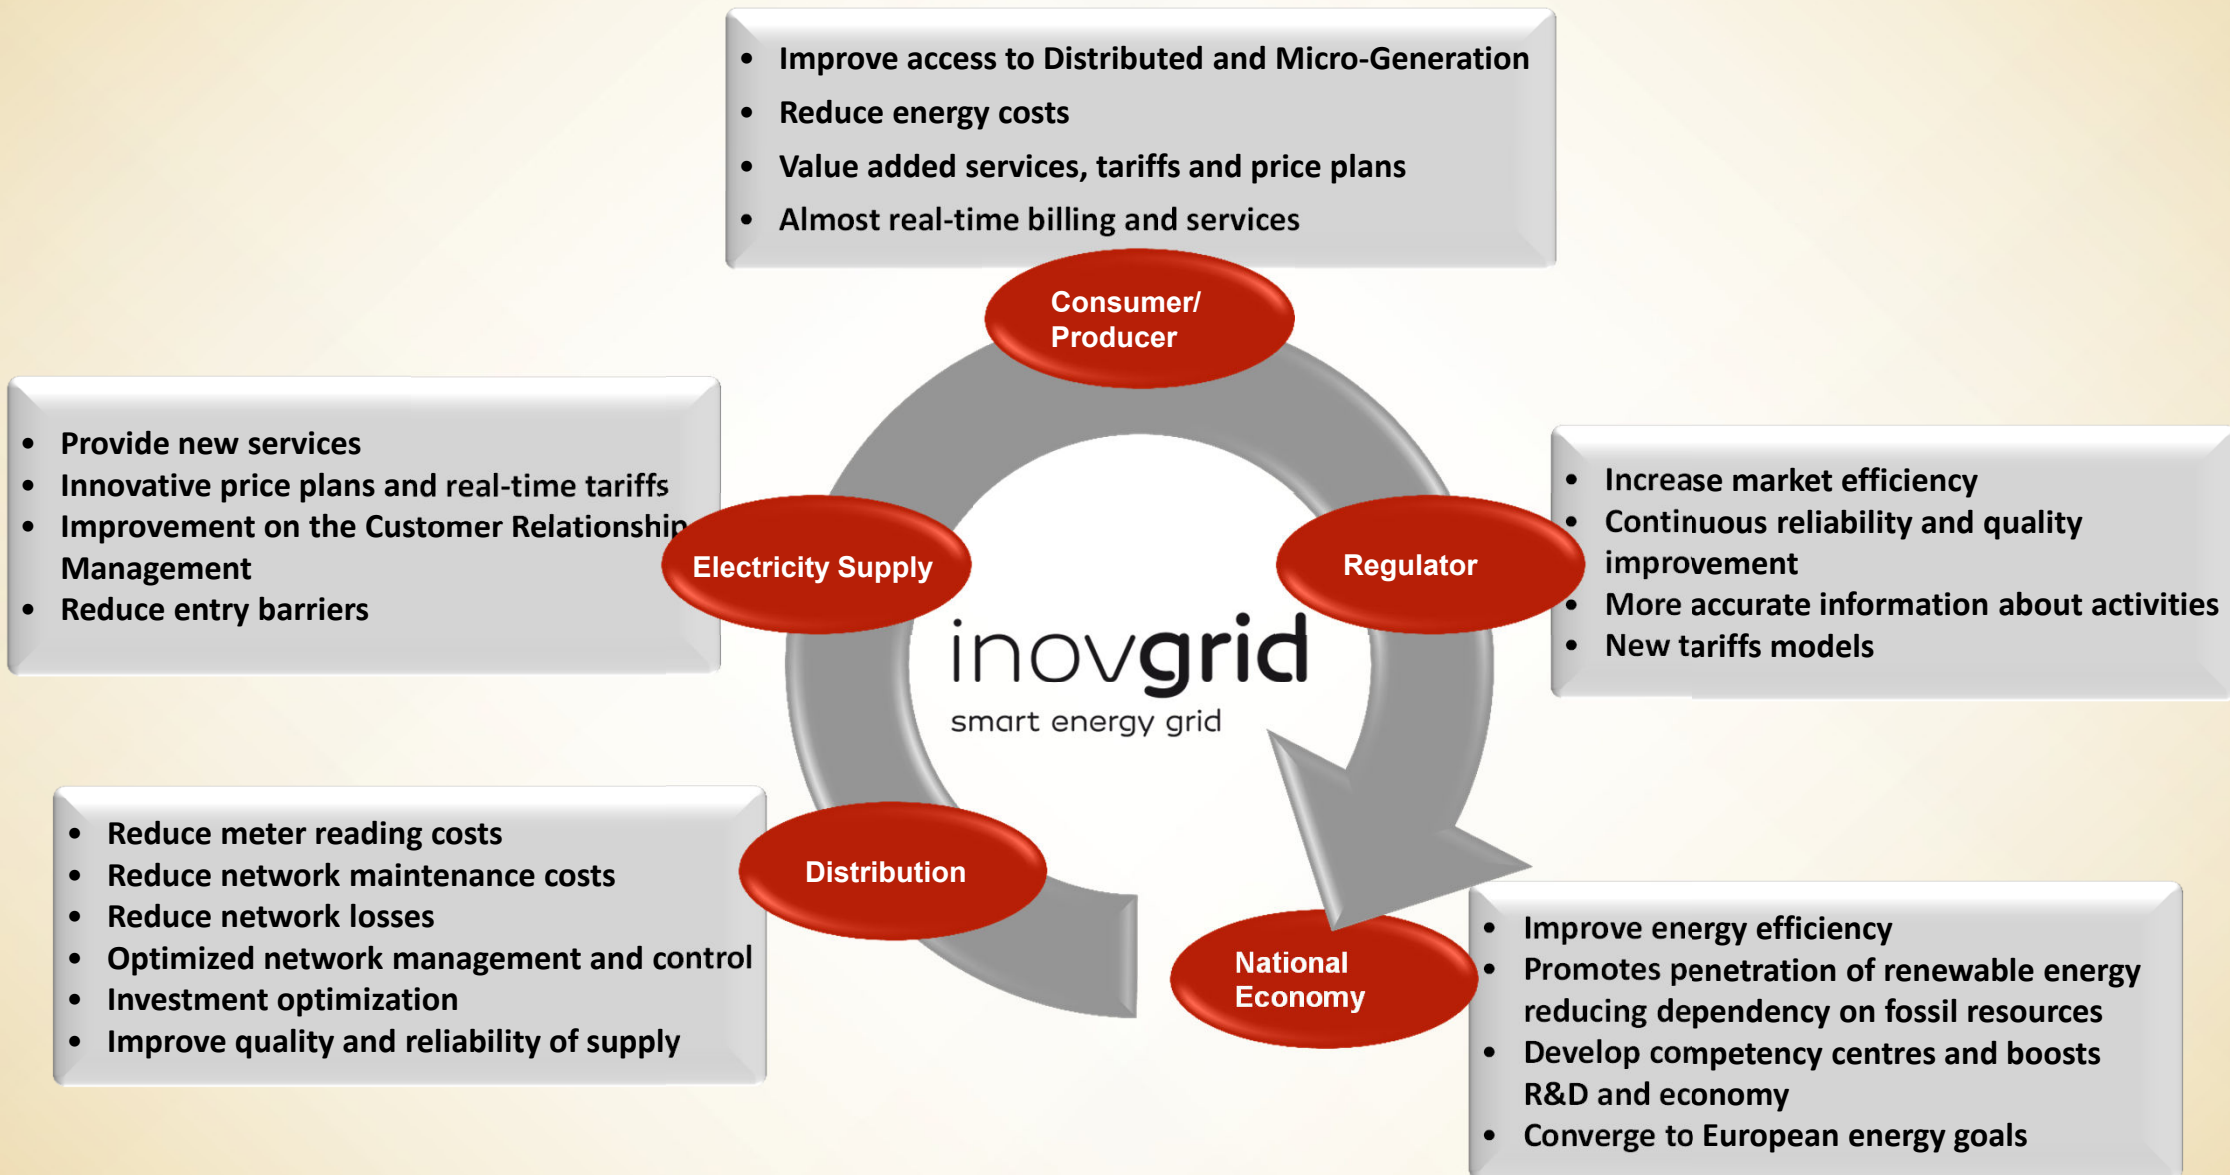 • Improve access to Distributed and Micro-Generation
• Reduce energy costs
• Value added services, tariffs and price plans
• Almost real-time billing and services
Consumer/
Producer
• Provide new services
• Innovative price plans and real-time tariffs
• Improvement on the Customer Relationship
Management
• Reduce entry barriers
Electricity Supply
Regulator
• Increase market efficiency
• Continuous reliability and quality
improvement
• More accurate information about activities
• New tariffs models
inovgrid
smart energy grid
• Reduce meter reading costs
• Reduce network maintenance costs
• Reduce network losses
• Optimized network management and control
• Investment optimization
• Improve quality and reliability of supply
Distribution
National
Economy
• Improve energy efficiency
• Promotes penetration of renewable energy
reducing dependency on fossil resources
• Develop competency centres and boosts
R&D and economy
• Converge to European energy goals